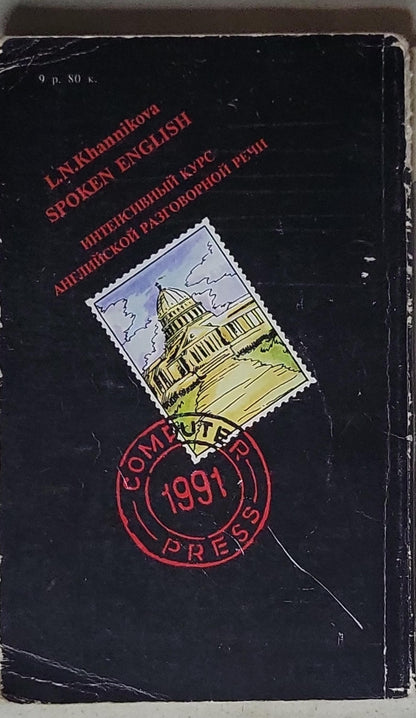 9 р. 80 к.
L.N.Khannikova
SPOKEN ENGLISH
ИНТЕНСИВНЫЙ КУРС
АНГЛИЙСКОЙ РАЗГОВОРНОЙ РЕЧИ
COMPUTER
1991
PRESS